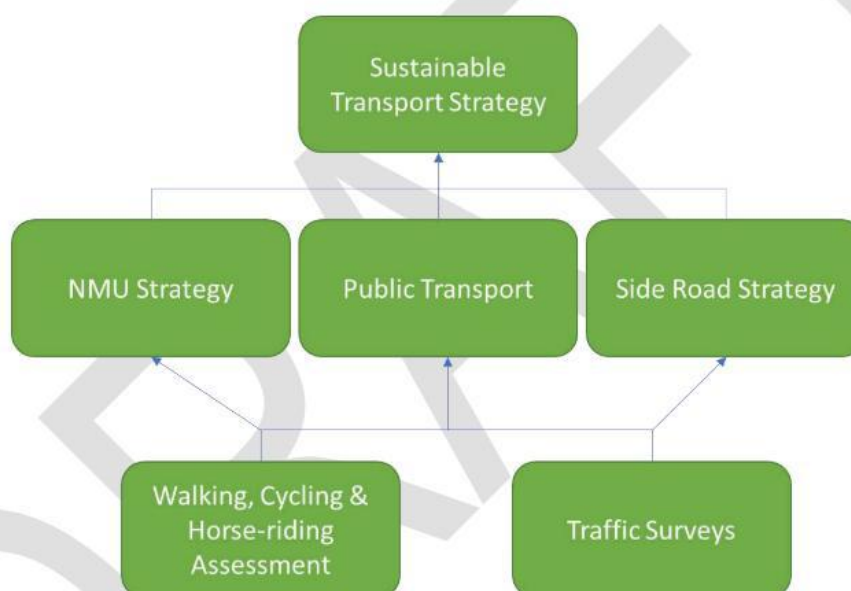 Sustainable
Transport Strategy
NMU Strategy
Public Transport
Side Road Strategy
Walking, Cycling &
Horse-riding
Assessment
Traffic Surveys